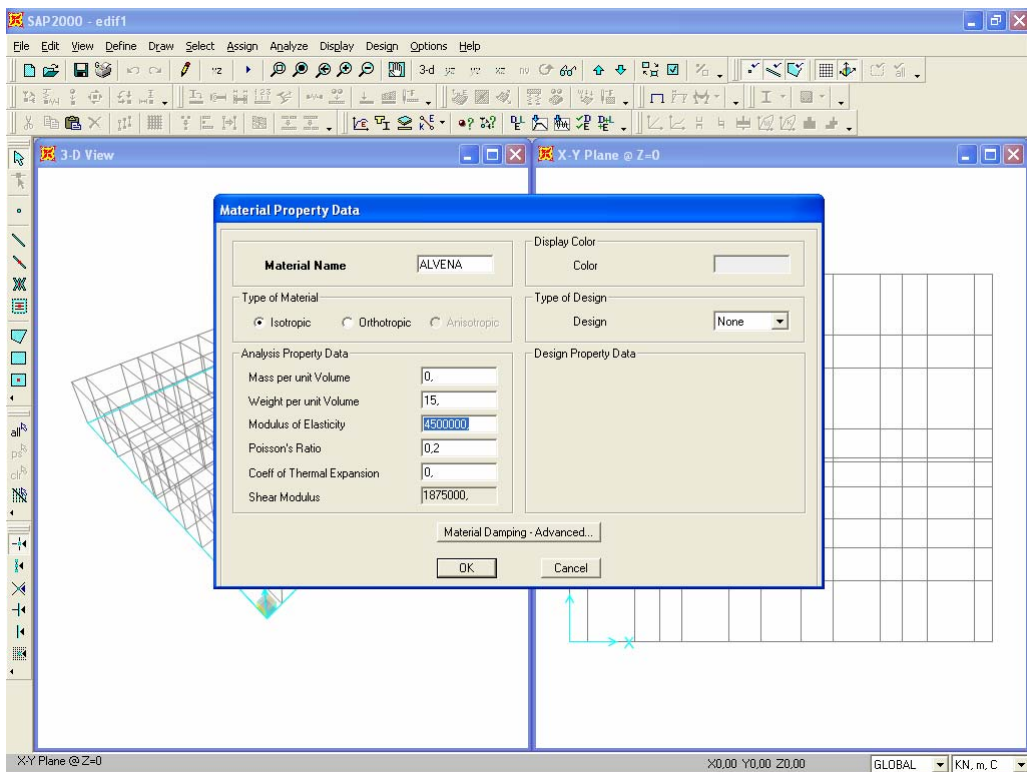 SAP2000 - edif1
File Edit View Define Draw Select Assign Analyze Display Design Options Help
3-d
3-D View
X-Y Plane @ Z=0
Material Property Data
Material Name
ALVENA
Display Color
Color
Type of Material
Isotropic
Orthotropic
Anisotropic
Type of Design
Design
None
Analysis Property Data
Mass per unit Volume
0,
Weight per unit Volume
15,
Modulus of Elasticity
4500000,
Poisson's Ratio
0,2
Coeff of Thermal Expansion
0,
Shear Modulus
1875000,
Design Property Data
Material Damping - Advanced...
OK
Cancel
all
X
X-Y Plane @ Z=0
X0,00 Y0,00 Z0,00
GLOBAL
KN, m, C